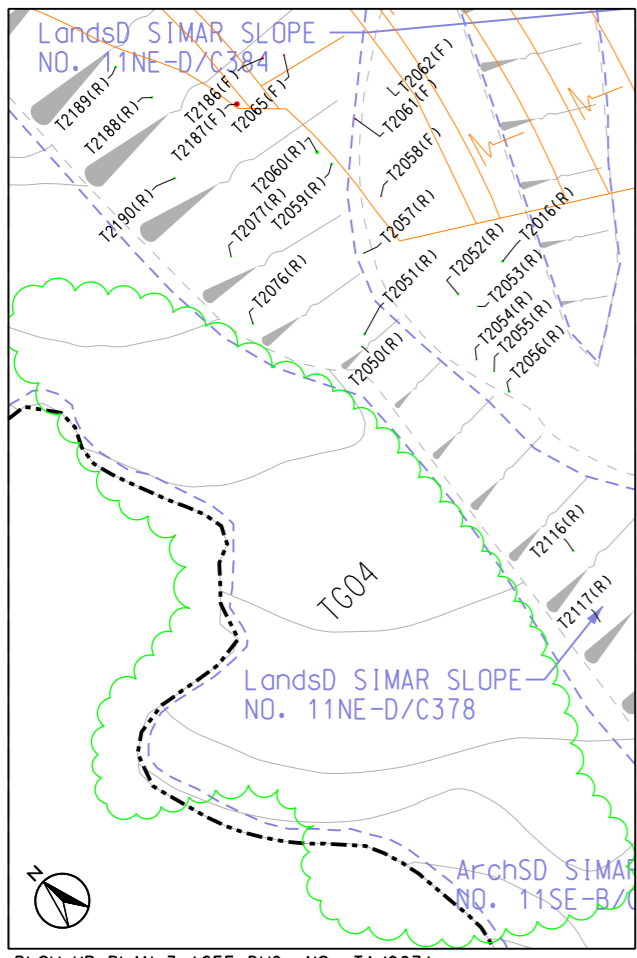 LandsD SIMAR SLOPE
NO. 11NE-D/C384
T2189(R)
T2188(R)
T2186(F)
T2187(F)
T2065(F)
T2062(F)
T2061(F)
T2058(F)
T2060(R)
T2059(R)
T2190(R)
T2077(R)
T2057(R)
T2076(R)
T2051(R)
T2052(R)
T2016(R)
T2053(R)
T2054(R)
T2055(R)
T2056(R)
T2050(R)
T2116(R)
T2117(R)
TG04
LandsD SIMAR SLOPE
NO. 11NE-D/C378
ArchSD SIMAR
NO. 11SE-B/C
N